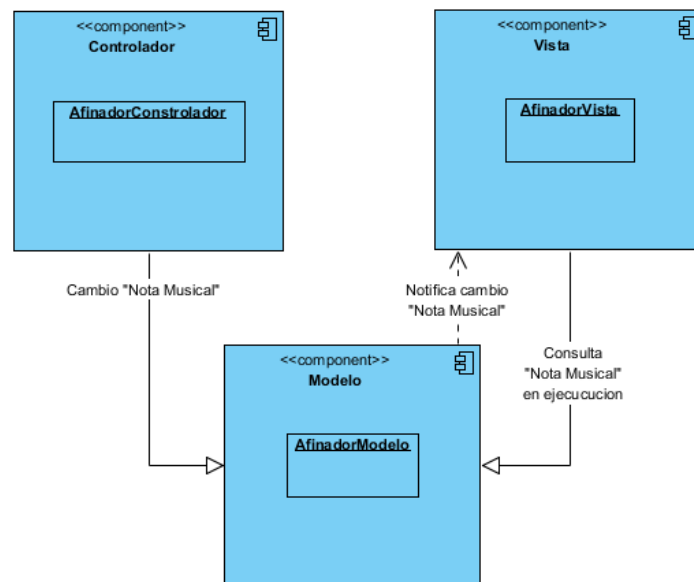 <<component>>
Controlador
AfinadorConstrolador
<<component>>
Vista
AfinadorVista
Cambio "Nota Musical"
Notifica cambio
"Nota Musical"
Consulta
"Nota Musical"
en ejecucucion
<<component>>
Modelo
AfinadorModelo